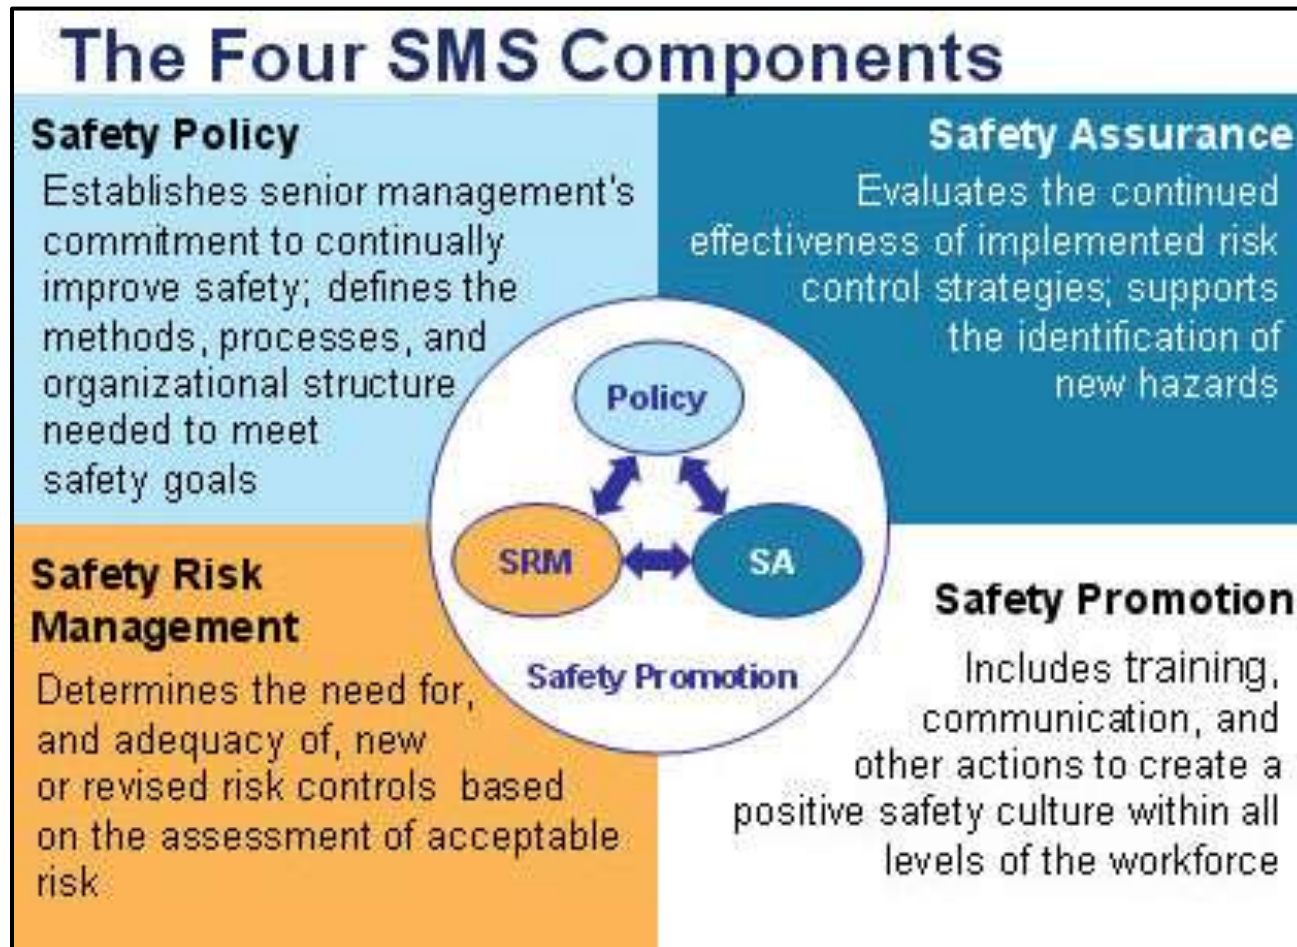 The Four SMS Components
Safety Policy
Establishes senior management's
commitment to continually
improve safety; defines the
methods, processes, and
organizational structure
needed to meet
safety goals
Safety Assurance
Evaluates the continued
effectiveness of implemented risk
control strategies; supports
the identification of
new hazards
Policy
SRM
SA
Safety Promotion
Safety Risk
Management
Determines the need for,
and adequacy of, new
or revised risk controls based
on the assessment of acceptable
risk
Safety Promotion
Includes training,
communication, and
other actions to create a
positive safety culture within all
levels of the workforce